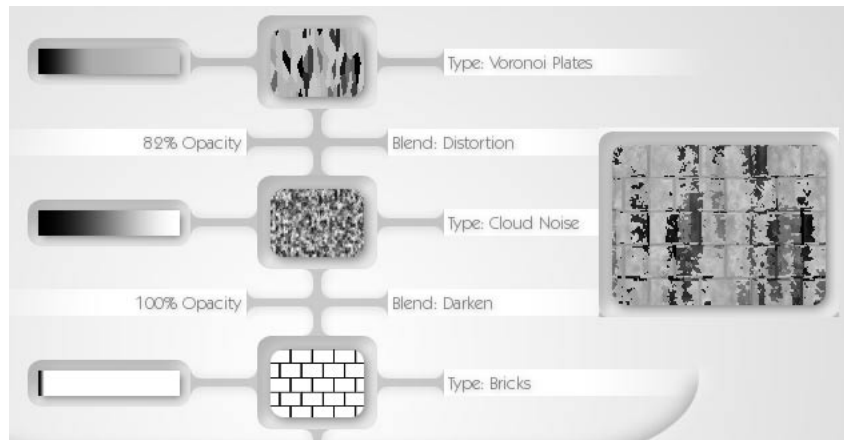 Type: Voronoi Plates
82% Opacity
Blend: Distortion
Type: Cloud Noise
100% Opacity
Blend: Darken
Type: Bricks